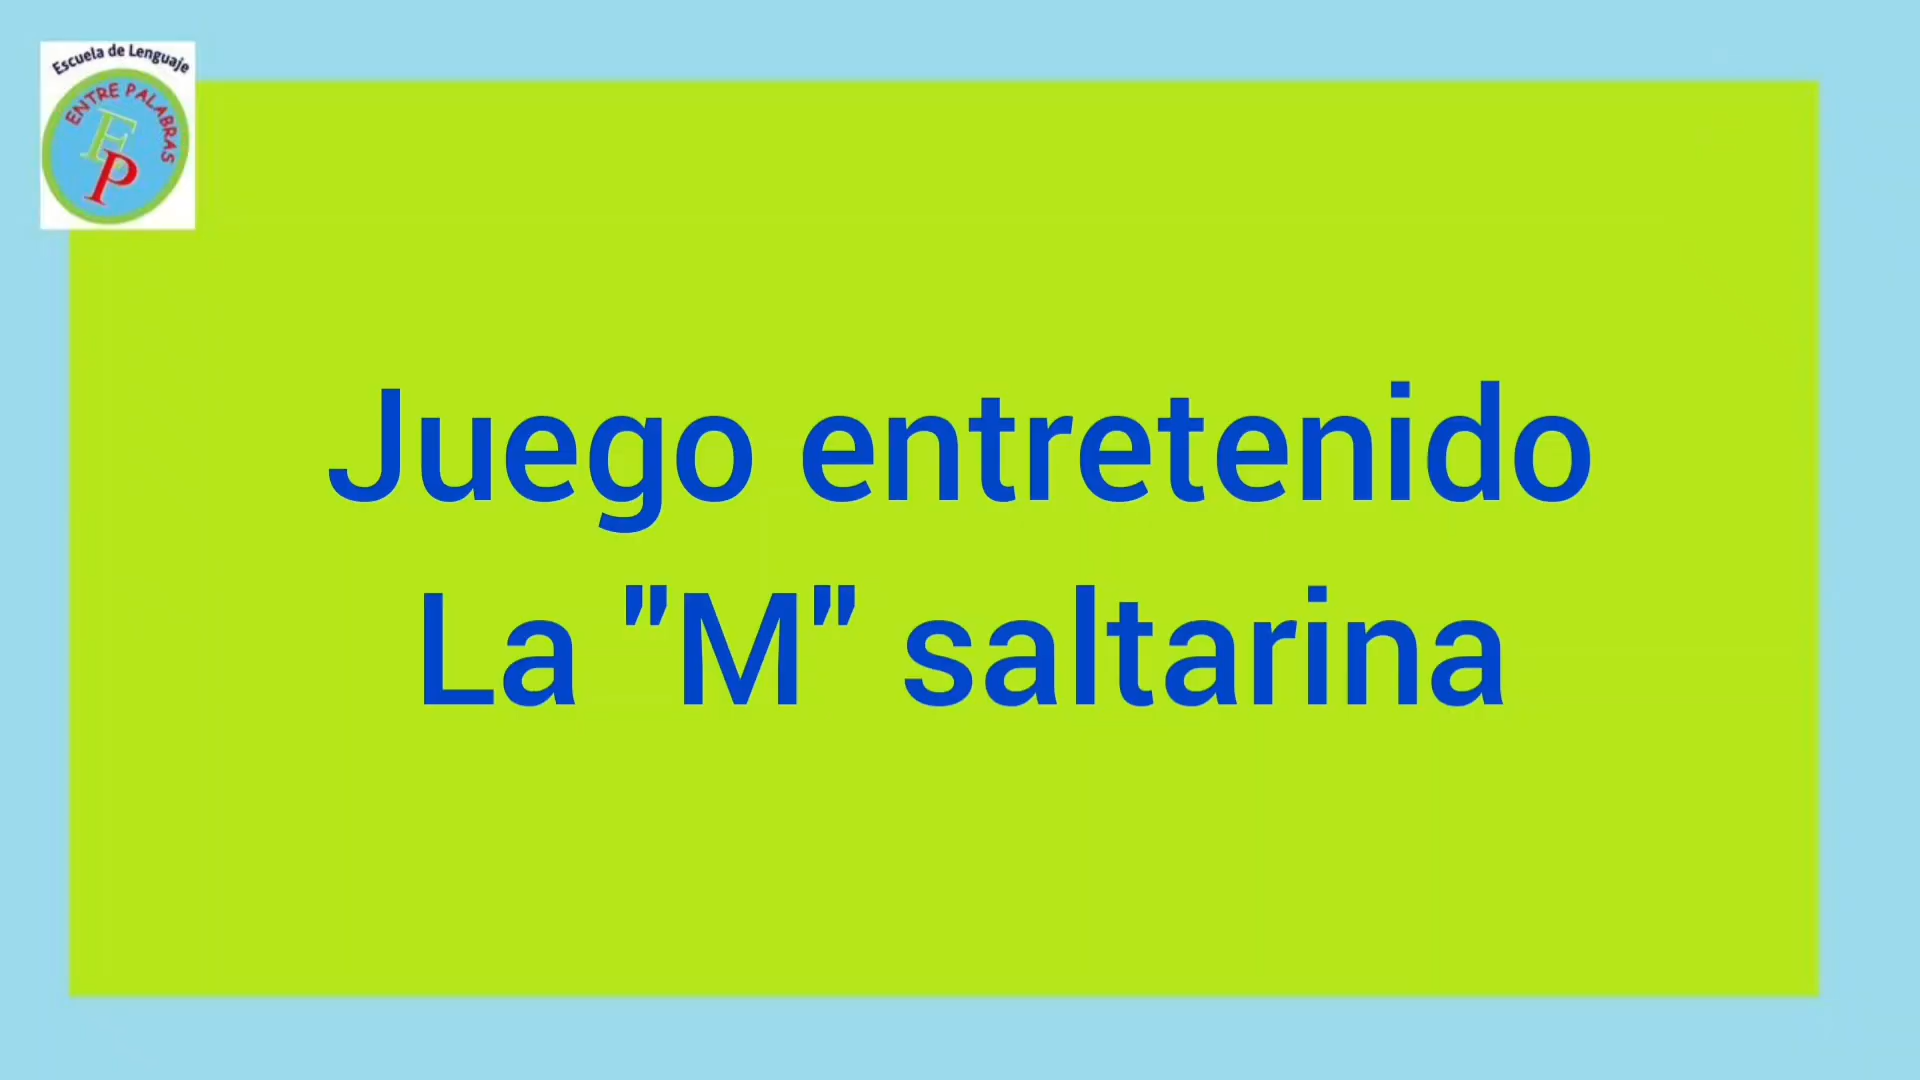 Escuela de Lenguaje
ENTRE PALABRAS
EP
Juego entretenido
La "M" saltarina